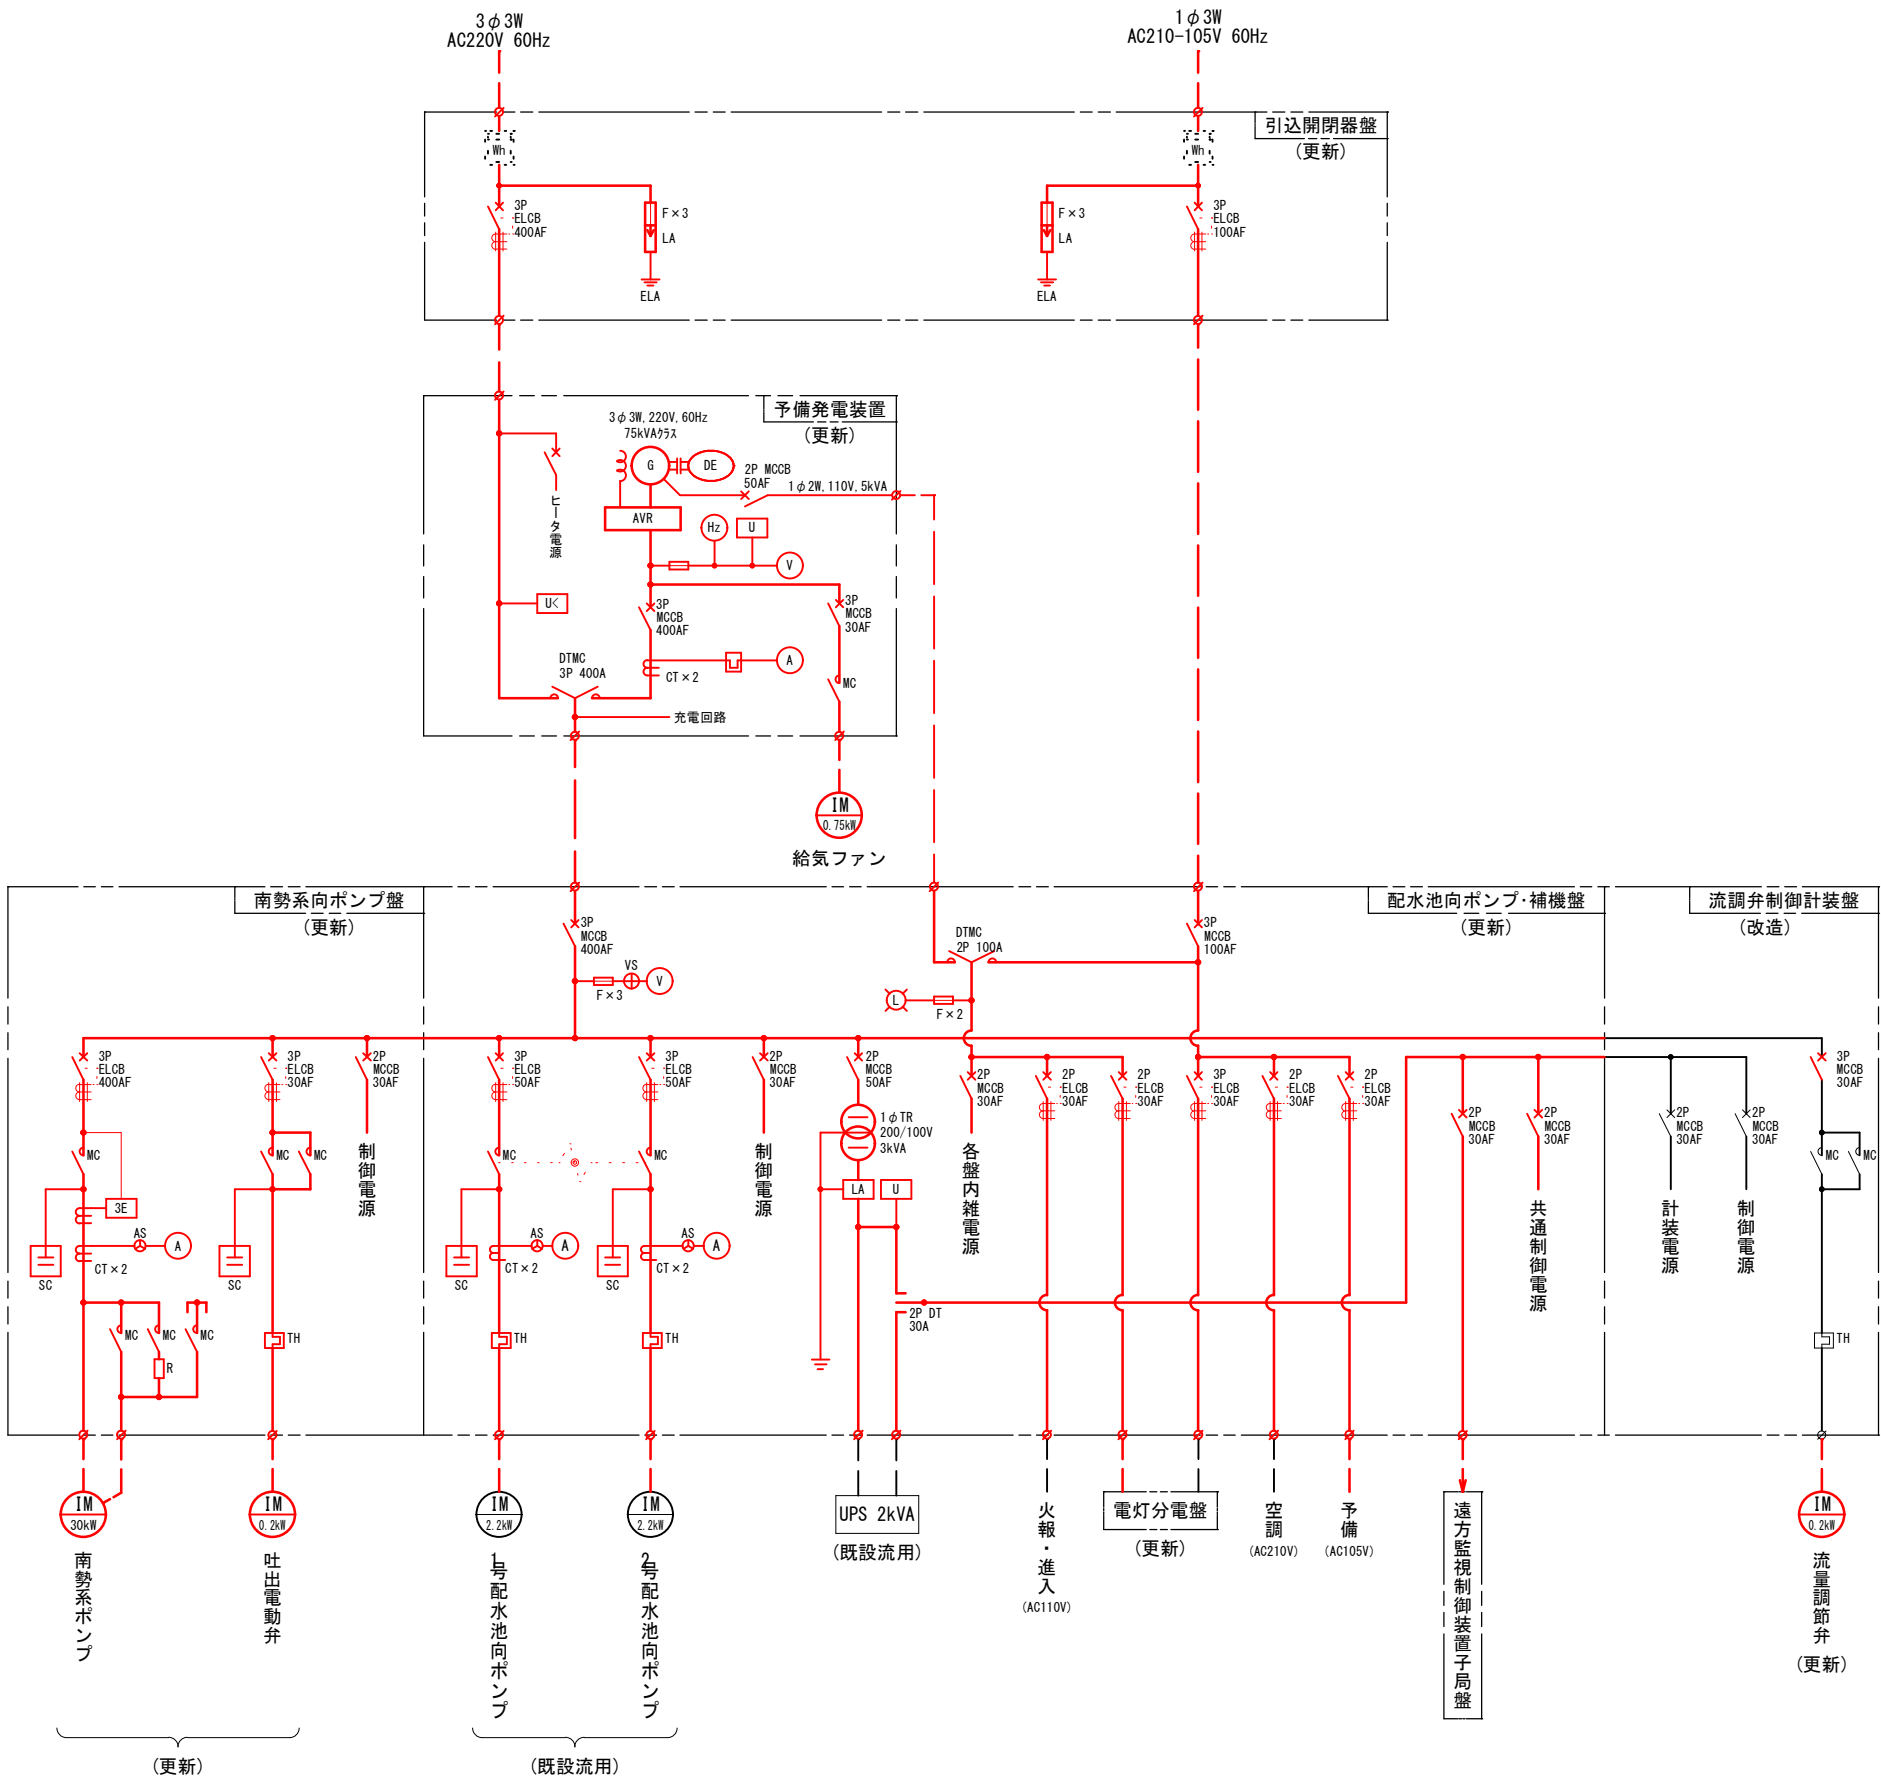 3φ3W
AC220V 60Hz
1φ3W
AC210-105V 60Hz
引込開閉器盤
(更新)
Wh
Wh
3P
ELCB
400AF
F×3
LA
ELA
F×3
LA
ELA
3P
ELCB
100AF
予備発電装置
(更新)
3φ3W,220V,60Hz
75kVAクラス
G
DE
2P MCCB
50AF
1φ2W,110V,5kVA
ヒータ電源
AVR
Hz
U
V
U<
3P
MCCB
400AF
3P
MCCB
30AF
DTMC
3P 400A
CT×2
A
MC
充電回路
IM
0.75kW
給気ファン
南勢系向ポンプ盤
(更新)
配水池向ポンプ・補機盤
(更新)
流調弁制御計装盤
(改造)
3P
MCCB
400AF
VS
F×3
V
DTMC
2P 100A
L
F×2
3P
MCCB
100AF
3P
ELCB
400AF
3P
ELCB
30AF
2P
MCCB
30AF
3P
ELCB
50AF
3P
ELCB
50AF
2P
MCCB
30AF
2P
MCCB
50AF
2P
MCCB
30AF
2P
ELCB
30AF
2P
ELCB
30AF
3P
ELCB
30AF
2P
ELCB
30AF
2P
ELCB
30AF
2P
MCCB
30AF
2P
MCCB
30AF
2P
MCCB
30AF
2P
MCCB
30AF
3P
MCCB
30AF
1φTR
200/100V
3kVA
MC
MC
MC
MC
MC
MC
MC
制御電源
制御電源
各盤内雑電源
共通制御電源
計装電源
制御電源
3E
LA
U
AS
A
CT×2
SC
SC
AS
A
CT×2
SC
AS
A
CT×2
SC
MC
MC
MC
R
TH
TH
TH
TH
2P DT
30A
IM
30kW
IM
0.2kW
IM
2.2kW
IM
2.2kW
UPS 2kVA
(既設流用)
火報・進入
(AC110V)
電灯分電盤
(更新)
空調
(AC210V)
予備
(AC105V)
遠方監視制御装置子局盤
IM
0.2kW
南勢系ポンプ
吐出電動弁
1号配水池向ポンプ
2号配水池向ポンプ
流量調節弁
(更新)
(更新)
(既設流用)